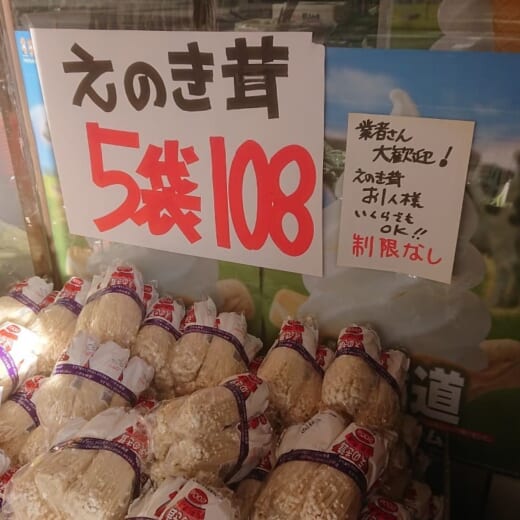 えのき茸
5袋108
業者さん
大歓迎!
えのき茸
お1人様
いくらでも
OK!!
制限なし
道